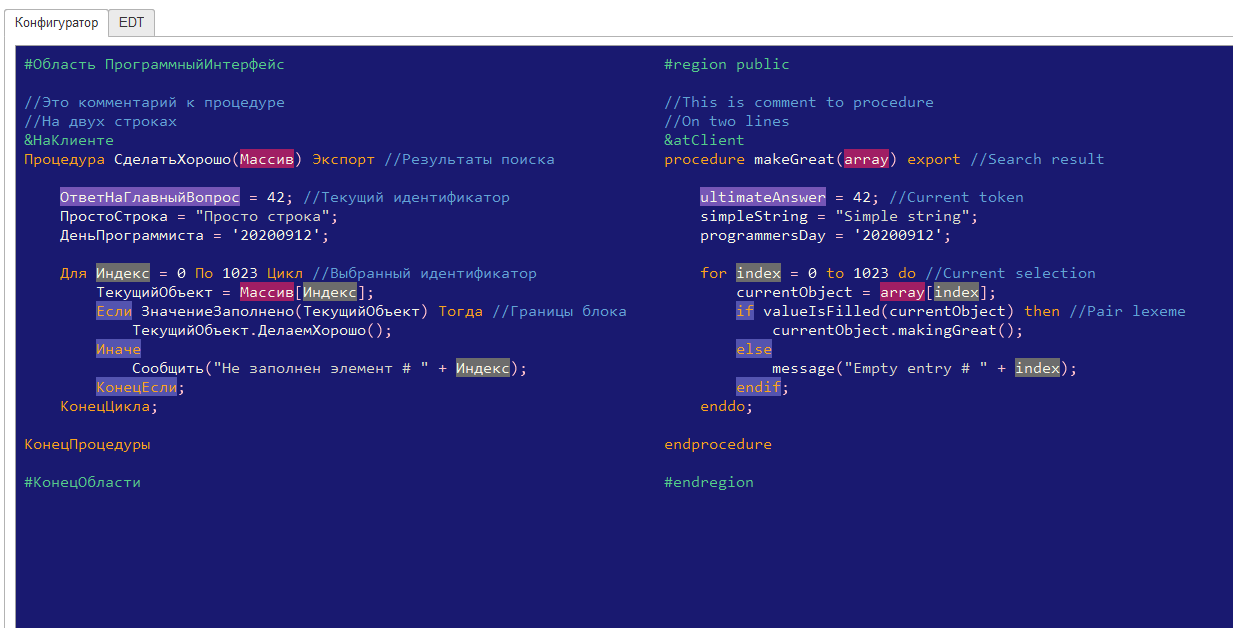 Конфигуратор EDT
#Область ПрограммныйИнтерфейс
//Это комментарий к процедуре
//На двух строках
&НаКлиенте
Процедура СделатьХорошо(Массив) Экспорт //Результаты поиска
ОтветНаГлавныйВопрос = 42; //Текущий идентификатор
ПростоСтрока = "Просто строка";
ДеньПрограммиста = '20200912';
Для Индекс = 0 По 1023 Цикл //Выбранный идентификатор
ТекущийОбъект = Массив[Индекс];
Если ЗначениеЗаполнено(ТекущийОбъект) Тогда //Границы блока
ТекущийОбъект.ДелаемХорошо();
Иначе
Сообщить("Не заполнен элемент # " + Индекс);
КонецЕсли;
КонецЦикла;
КонецПроцедуры
#КонецОбласти
#region public
//This is comment to procedure
//On two lines
&atClient
procedure makeGreat(array) export //Search result
ultimateAnswer = 42; //Current token
simpleString = "Simple string";
programmersDay = '20200912';
for index = 0 to 1023 do //Current selection
currentObject = array[index];
if valueIsFilled(currentObject) then //Pair lexeme
currentObject.makingGreat();
else
message("Empty entry # " + index);
endif;
enddo;
endprocedure
#endregion